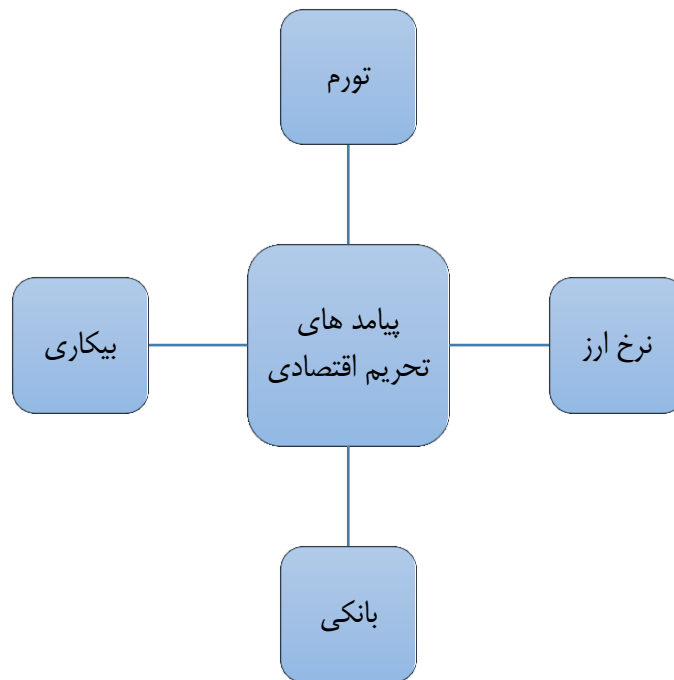 تورم
نرخ ارز
پیامد های
تحریم اقتصادی
بیکاری
بانکی